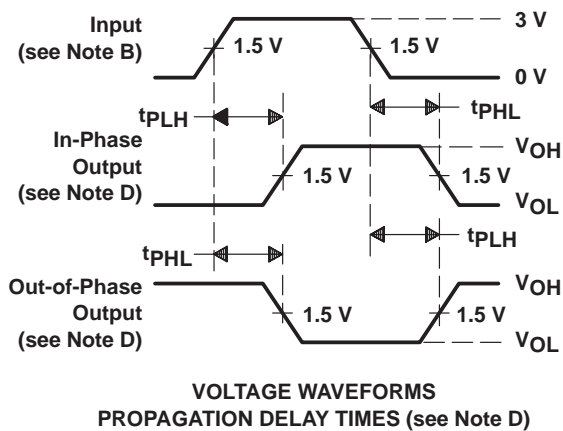 Input
(see Note B)
1.5 V
1.5 V
3 V
0 V
tPLH
tPHL
In-Phase
Output
(see Note D)
1.5 V
1.5 V
VOH
VOL
tPHL
tPLH
Out-of-Phase
Output
(see Note D)
1.5 V
1.5 V
VOH
VOL
VOLTAGE WAVEFORMS
PROPAGATION DELAY TIMES (see Note D)